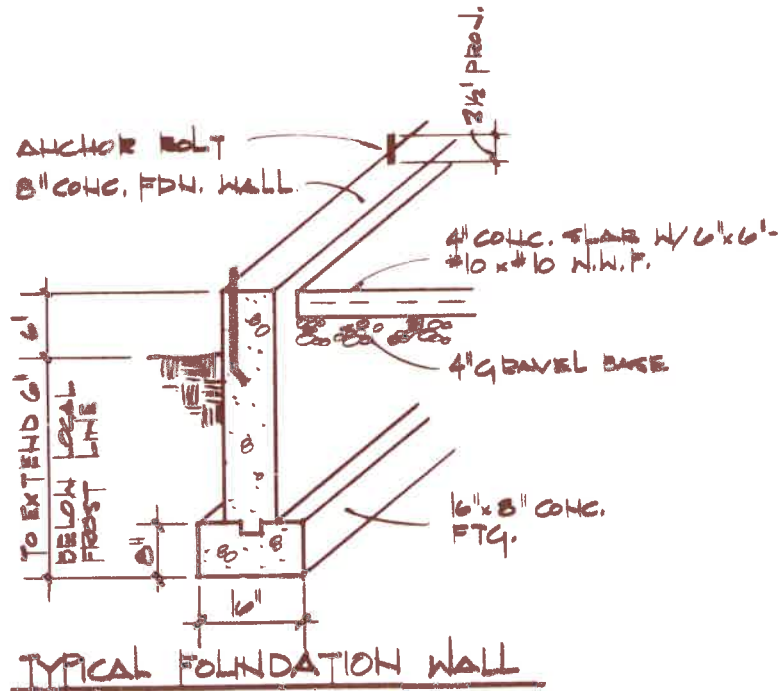 3½' PROJ.
ANCHOR BOLT
8" CONC. FDN. WALL
4" CONC. SLAB W/ 6"x6"-
#10 x #10 W.W.F.
6'
4" GRAVEL BASE
TO EXTEND 6'
BELOW LOCAL
FROST LINE
8"
16"x8" CONC.
FTG.
16"
TYPICAL FOUNDATION WALL